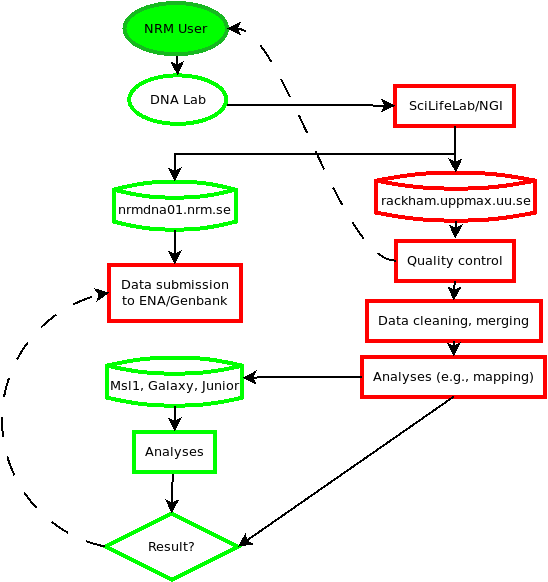 NRM User
DNA Lab
SciLifeLab/NGI
nrmdna01.nrm.se
rackham.uppmax.uu.se
Quality control
Data submission
to ENA/Genbank
Data cleaning, merging
Msl1, Galaxy, Junior
Analyses (e.g., mapping)
Analyses
Result?